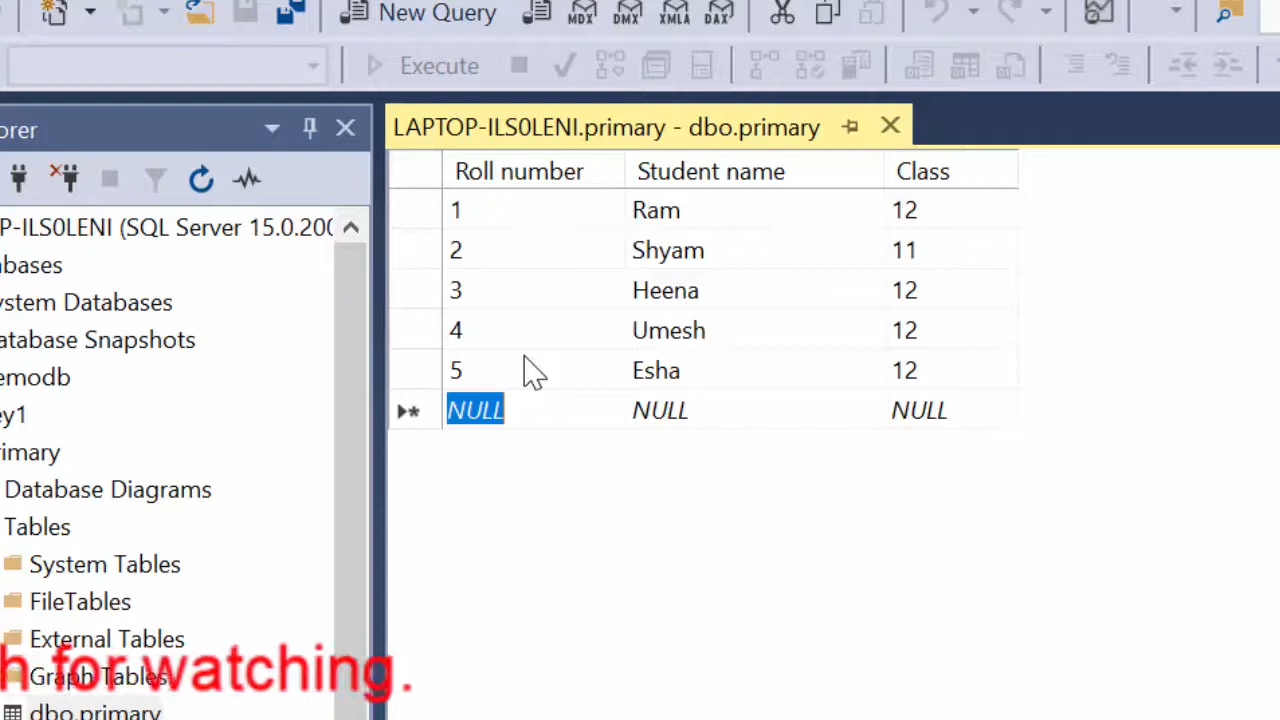 New Query
MDX DMX XMLA DAX
Execute
orer
P-ILS0LENI (SQL Server 15.0.200
abases
ystem Databases
atabase Snapshots
emodb
ey1
rimary
Database Diagrams
Tables
System Tables
FileTables
External Tables
Graph Tables
dbo.primary
h for watching.
LAPTOP-ILS0LENI.primary - dbo.primary
Roll number Student name Class
1 Ram 12
2 Shyam 11
3 Heena 12
4 Umesh 12
5 Esha 12
NULL NULL NULL